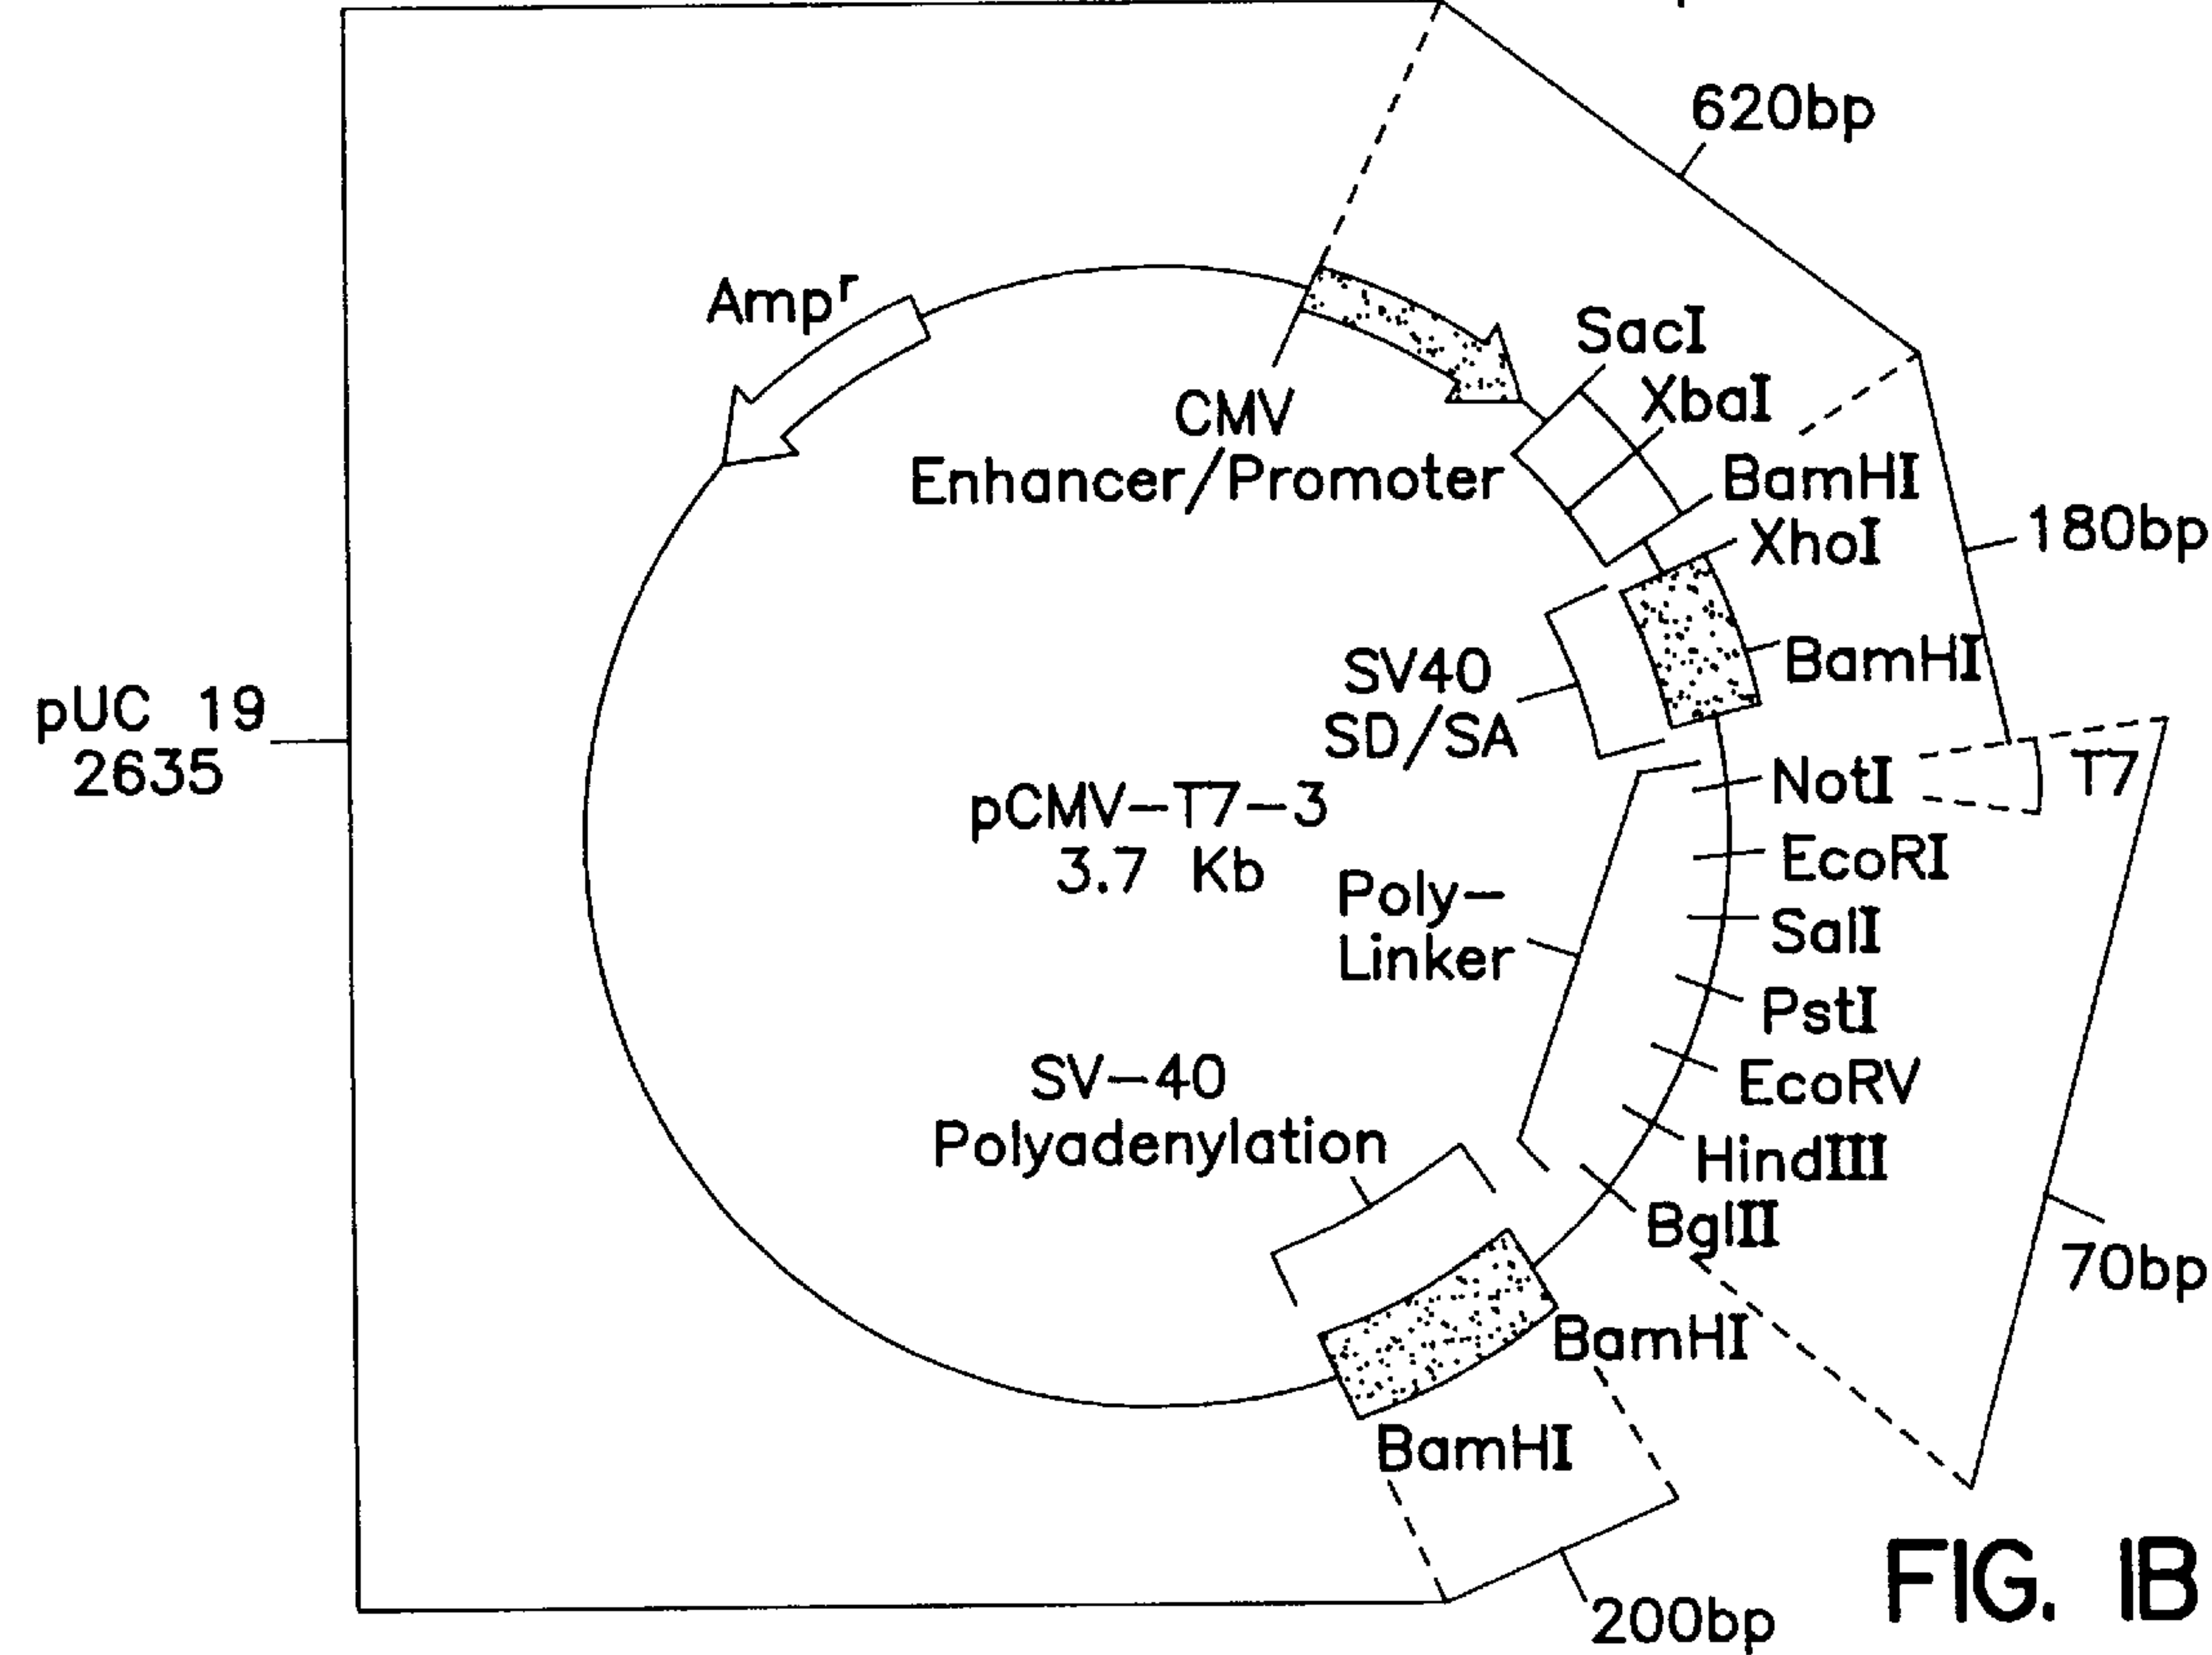 620bp
Ampʳ
SacI
XbaI
CMV
Enhancer/Promoter
BamHI
XhoI
180bp
BamHI
SV40
SD/SA
pUC 19
2635
NotI
T7
pCMV-T7-3
3.7 Kb
EcoRI
Poly-
Linker
SalI
PstI
EcoRV
SV-40
Polyadenylation
HindIII
BglII
70bp
BamHI
BamHI
200bp
FIG. 1B